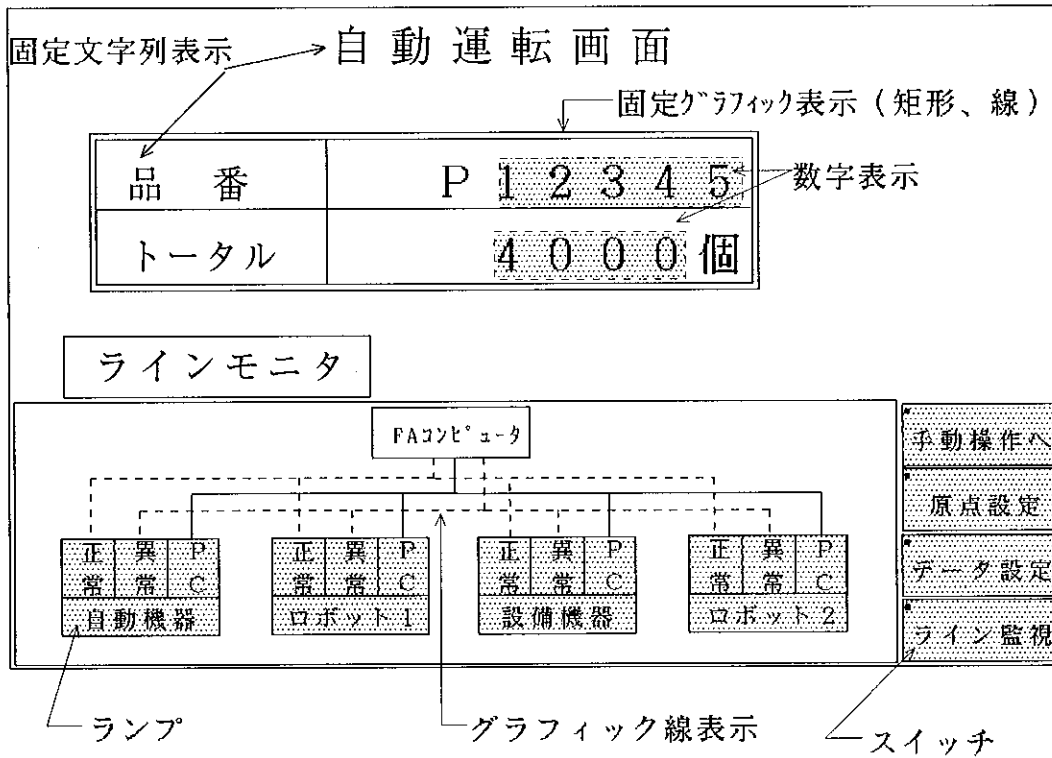 自動運転画面
固定文字列表示
固定グラフィック表示（矩形、線）
品番 P12345
数字表示
トータル 4000個
ラインモニタ
FAコンピュータ
手動操作へ
原点設定
データ設定
ライン監視
正常 異常 PC 正常 異常 PC 正常 異常 PC 正常 異常 PC
自動機器 ロボット1 設備機器 ロボット2
ランプ グラフィック線表示 スイッチ